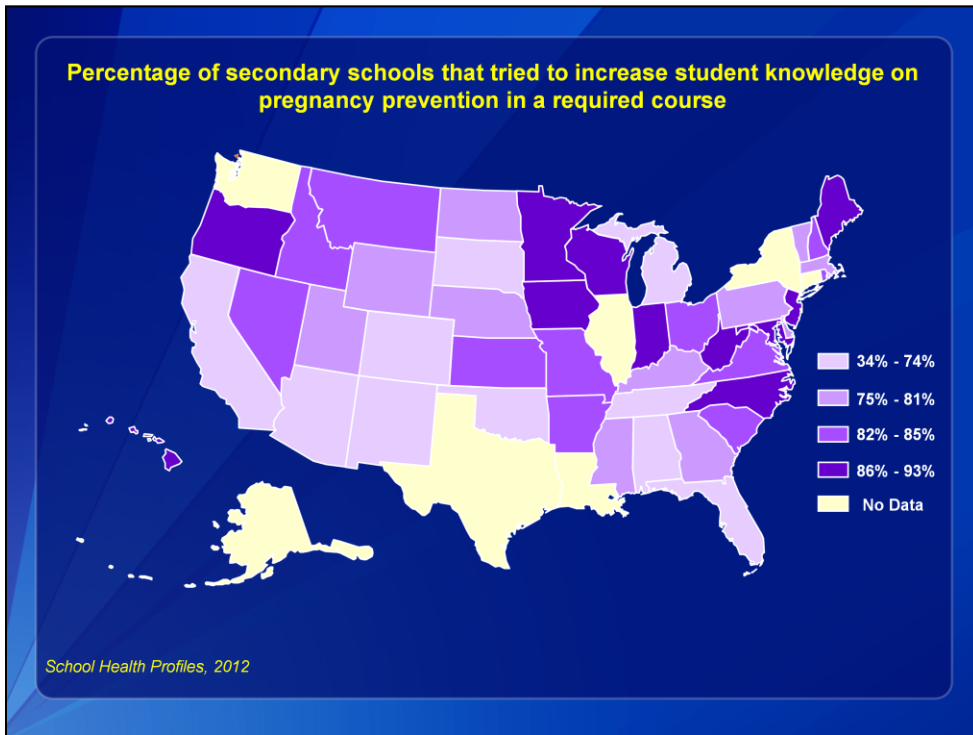 Percentage of secondary schools that tried to increase student knowledge on
pregnancy prevention in a required course
34% - 74%
75% - 81%
82% - 85%
86% - 93%
No Data
School Health Profiles, 2012